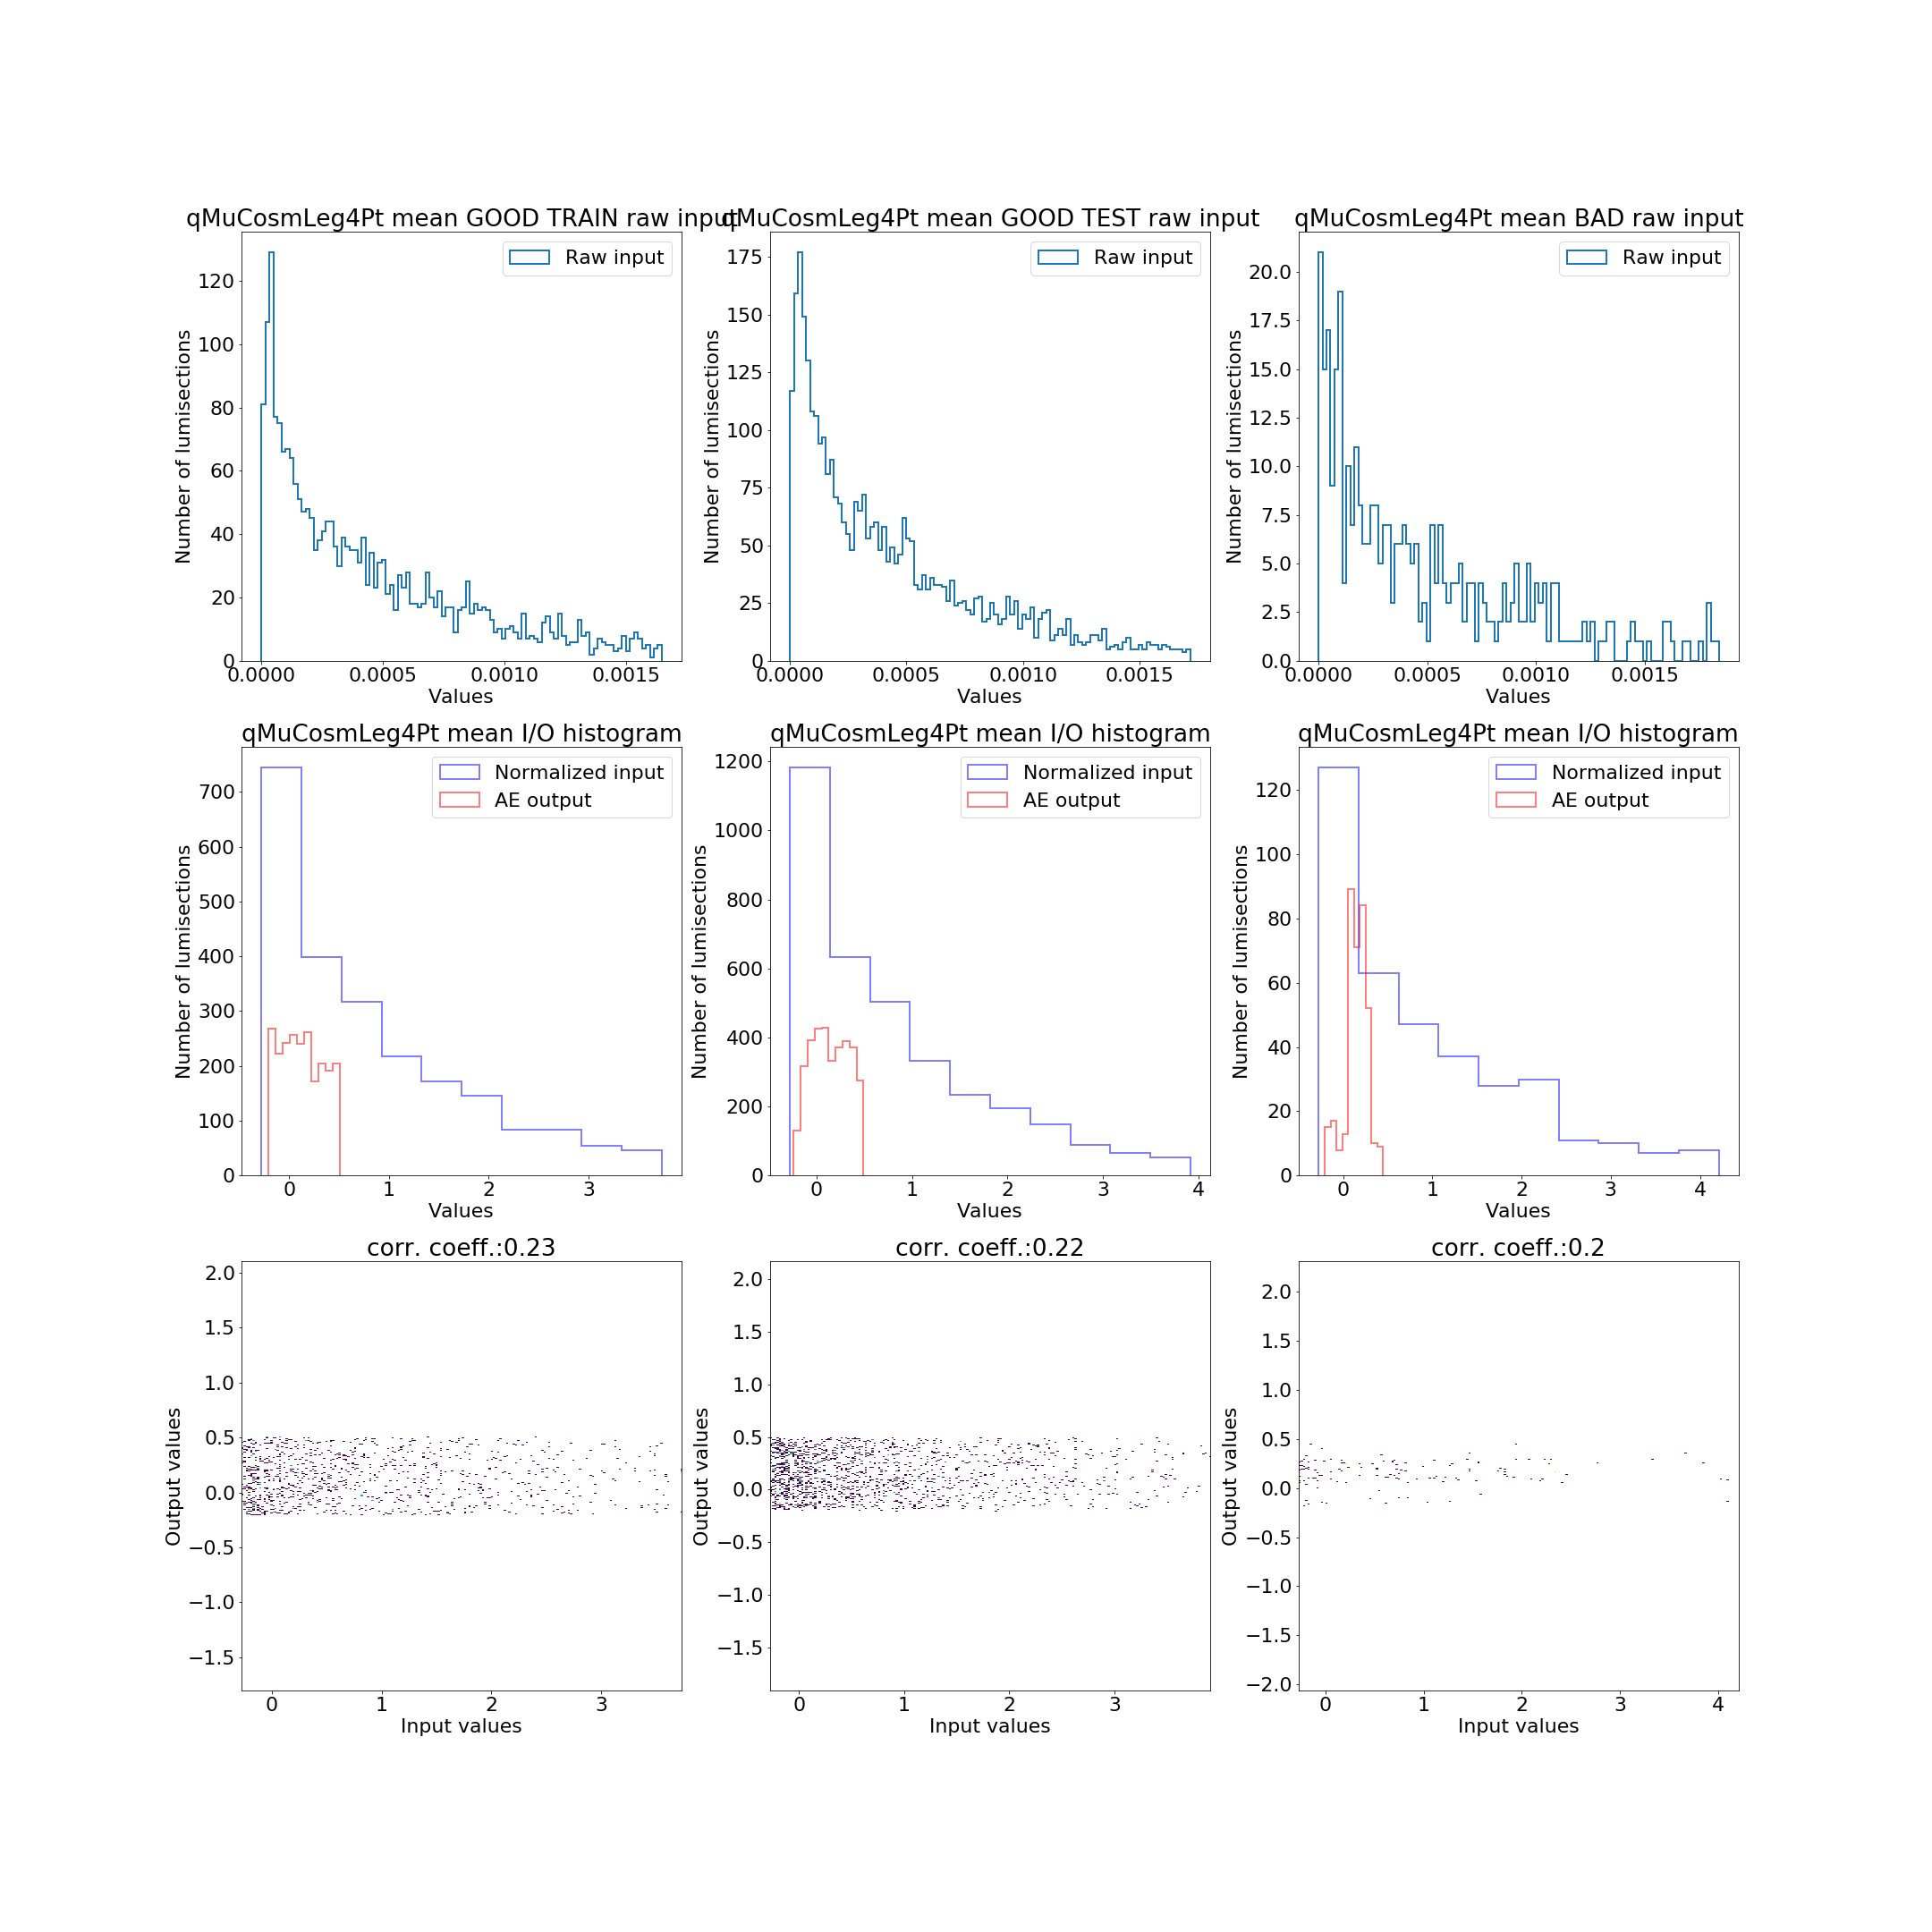 qMuCosmLeg4Pt mean GOOD TRAIN raw input
qMuCosmLeg4Pt mean GOOD TEST raw input
qMuCosmLeg4Pt mean BAD raw input
Number of lumisections
120
100
80
60
40
20
0
Raw input
0.0000 0.0005 0.0010 0.0015
Values
Number of lumisections
175
150
125
100
75
50
25
0
Raw input
0.0000 0.0005 0.0010 0.0015
Values
Number of lumisections
20.0
17.5
15.0
12.5
10.0
7.5
5.0
2.5
0.0
Raw input
0.0000 0.0005 0.0010 0.0015
Values
qMuCosmLeg4Pt mean I/O histogram
Number of lumisections
700
600
500
400
300
200
100
0
Normalized input
AE output
0 1 2 3
Values
qMuCosmLeg4Pt mean I/O histogram
Number of lumisections
1200
1000
800
600
400
200
0
Normalized input
AE output
0 1 2 3 4
Values
qMuCosmLeg4Pt mean I/O histogram
Number of lumisections
120
100
80
60
40
20
0
Normalized input
AE output
0 1 2 3 4
Values
corr. coeff.:0.23
Output values
2.0
1.5
1.0
0.5
0.0
−0.5
−1.0
−1.5
0 1 2 3
Input values
corr. coeff.:0.22
Output values
2.0
1.5
1.0
0.5
0.0
−0.5
−1.0
−1.5
0 1 2 3
Input values
corr. coeff.:0.2
Output values
2.0
1.5
1.0
0.5
0.0
−0.5
−1.0
−1.5
−2.0
0 1 2 3 4
Input values